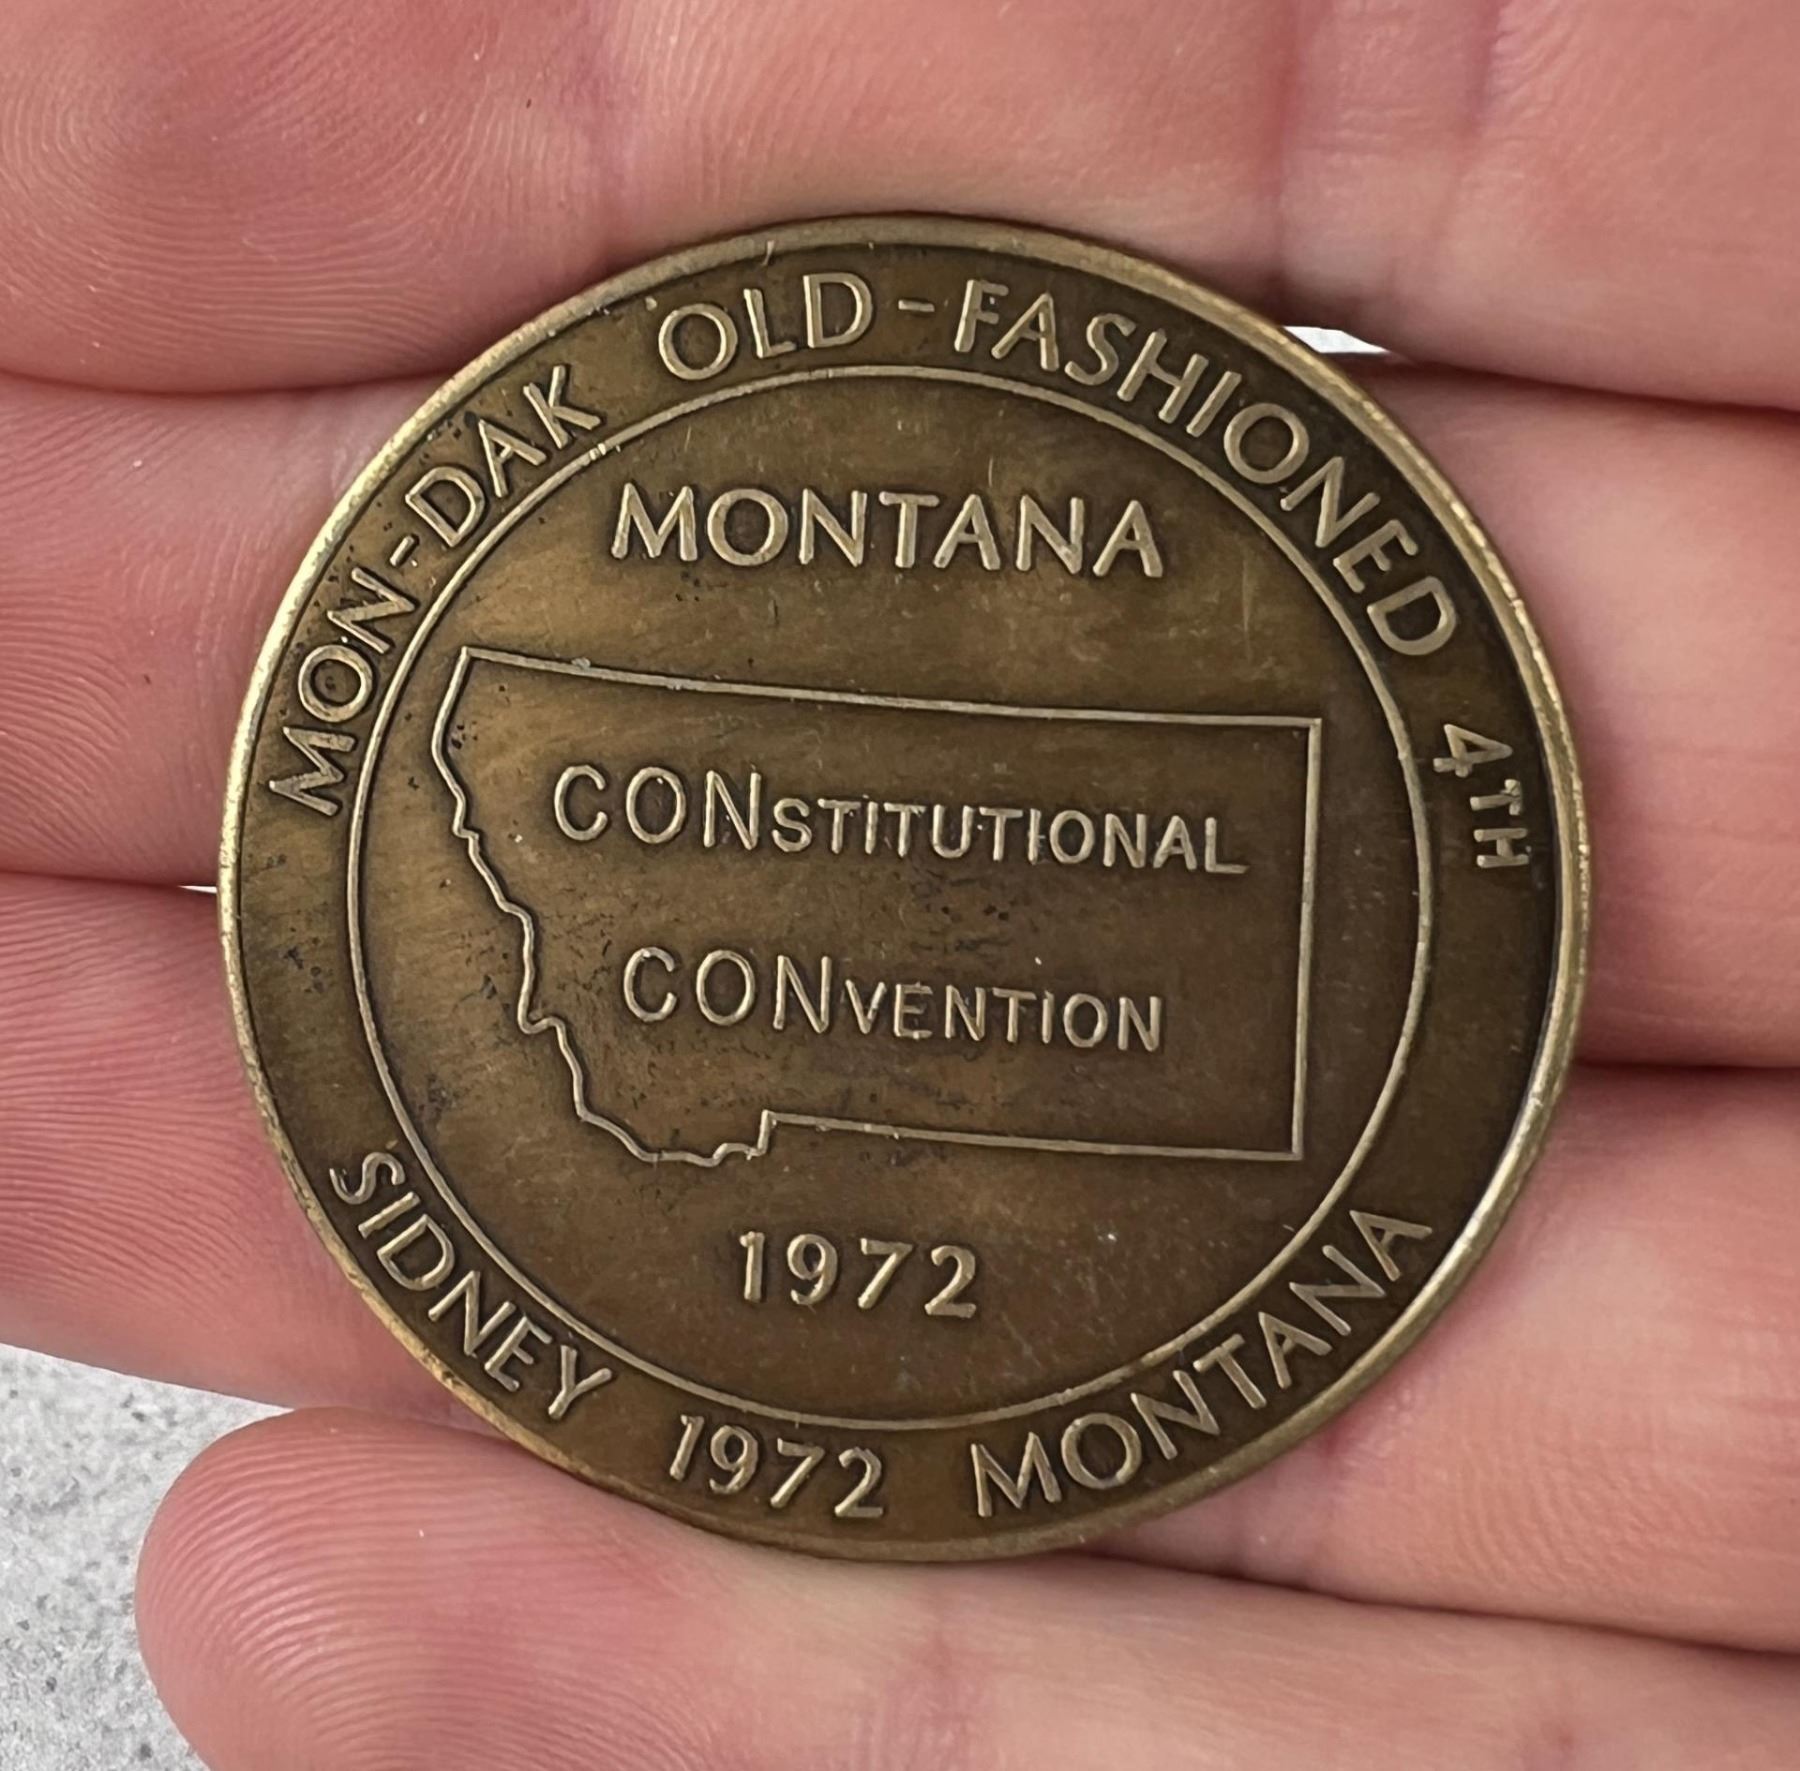 MON-DAK OLD-FASHIONED 4TH
MONTANA
CONSTITUTIONAL
CONVENTION
1972
SIDNEY 1972 MONTANA